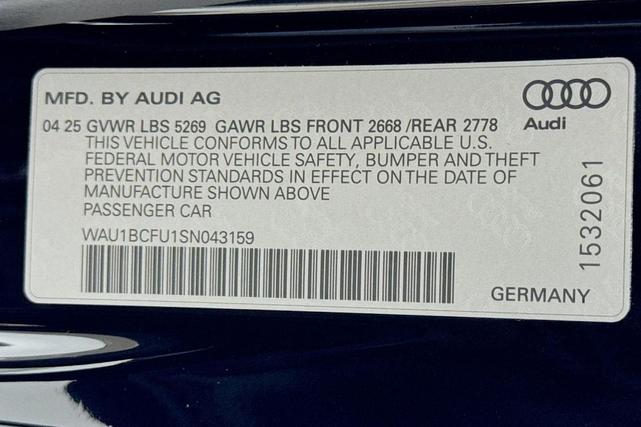 MFD. BY AUDI AG
Audi
04 25 GVWR LBS 5269 GAWR LBS FRONT 2668 /REAR 2778
THIS VEHICLE CONFORMS TO ALL APPLICABLE U.S.
FEDERAL MOTOR VEHICLE SAFETY, BUMPER AND THEFT
PREVENTION STANDARDS IN EFFECT ON THE DATE OF
MANUFACTURE SHOWN ABOVE
PASSENGER CAR
WAU1BCFU1SN043159
1532061
GERMANY